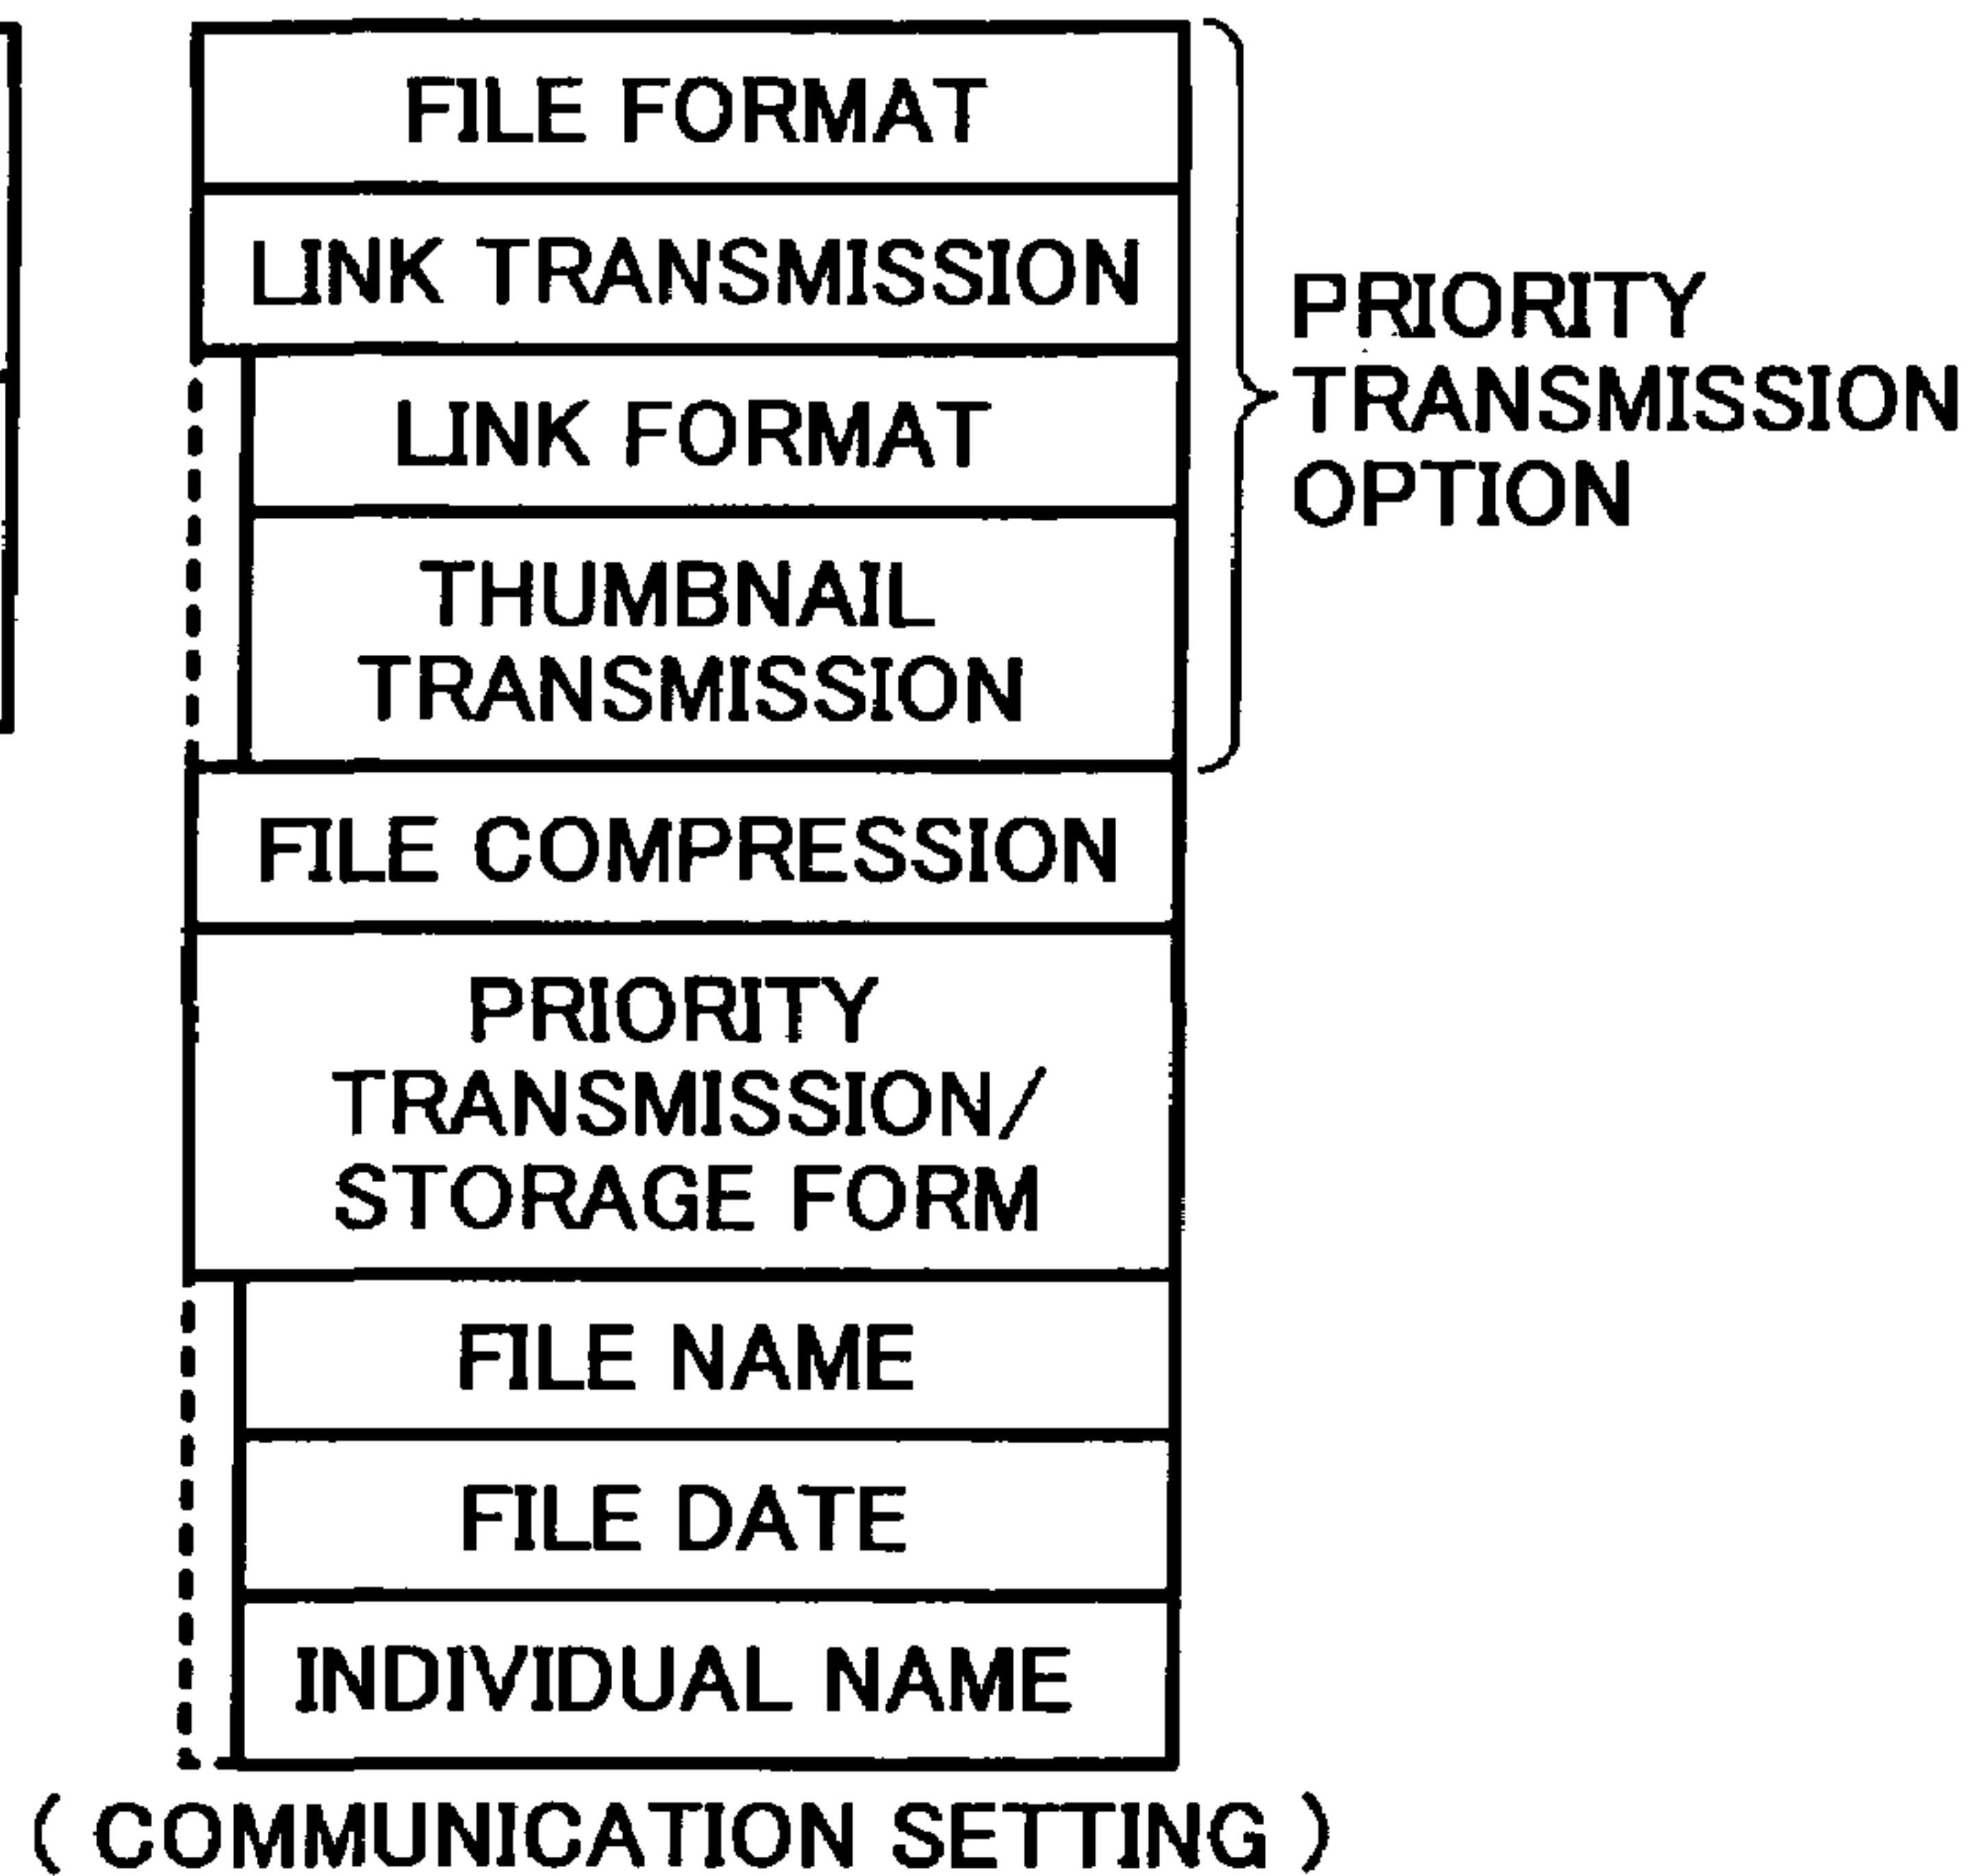 FILE FORMAT
LINK TRANSMISSION
LINK FORMAT
THUMBNAIL
TRANSMISSION
PRIORITY
TRANSMISSION
OPTION
FILE COMPRESSION
PRIORITY
TRANSMISSION/
STORAGE FORM
FILE NAME
FILE DATE
INDIVIDUAL NAME
(COMMUNICATION SETTING)